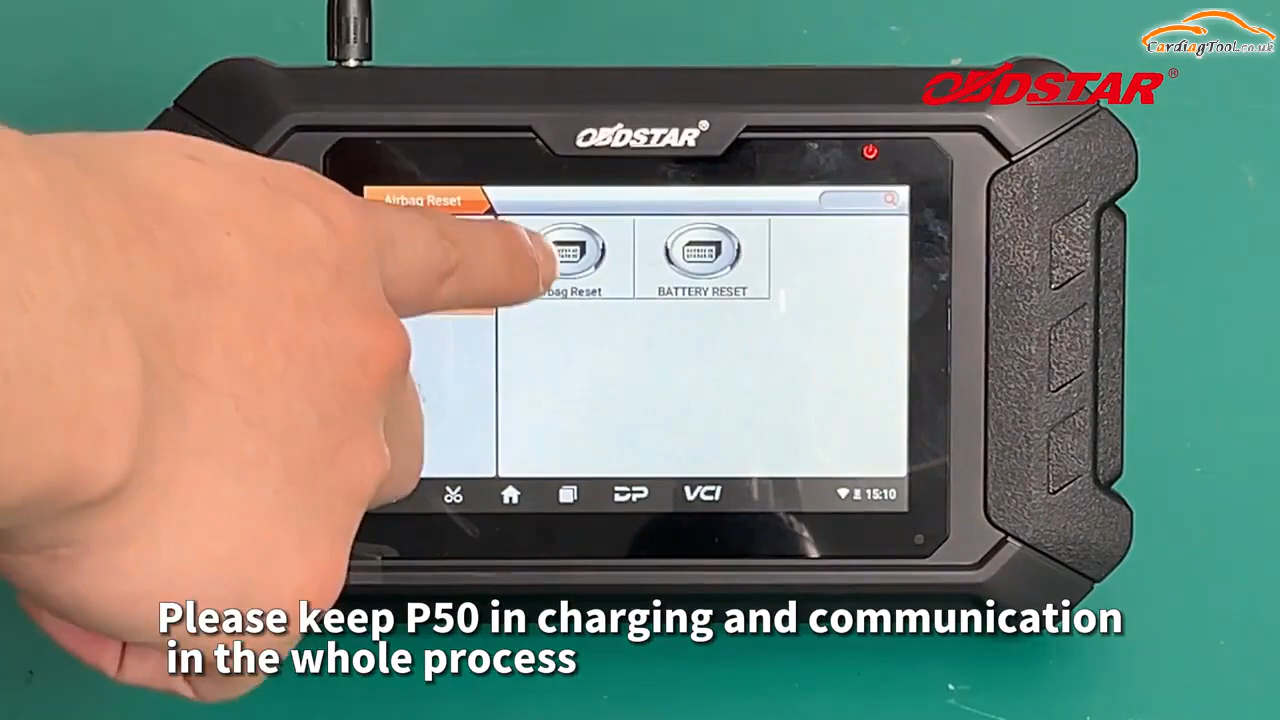 CardiagTool.co.uk
OBDSTAR®
OBDSTAR®
Airbag Reset
bag Reset
BATTERY RESET
DP
VCI
15:10
Please keep P50 in charging and communication
in the whole process